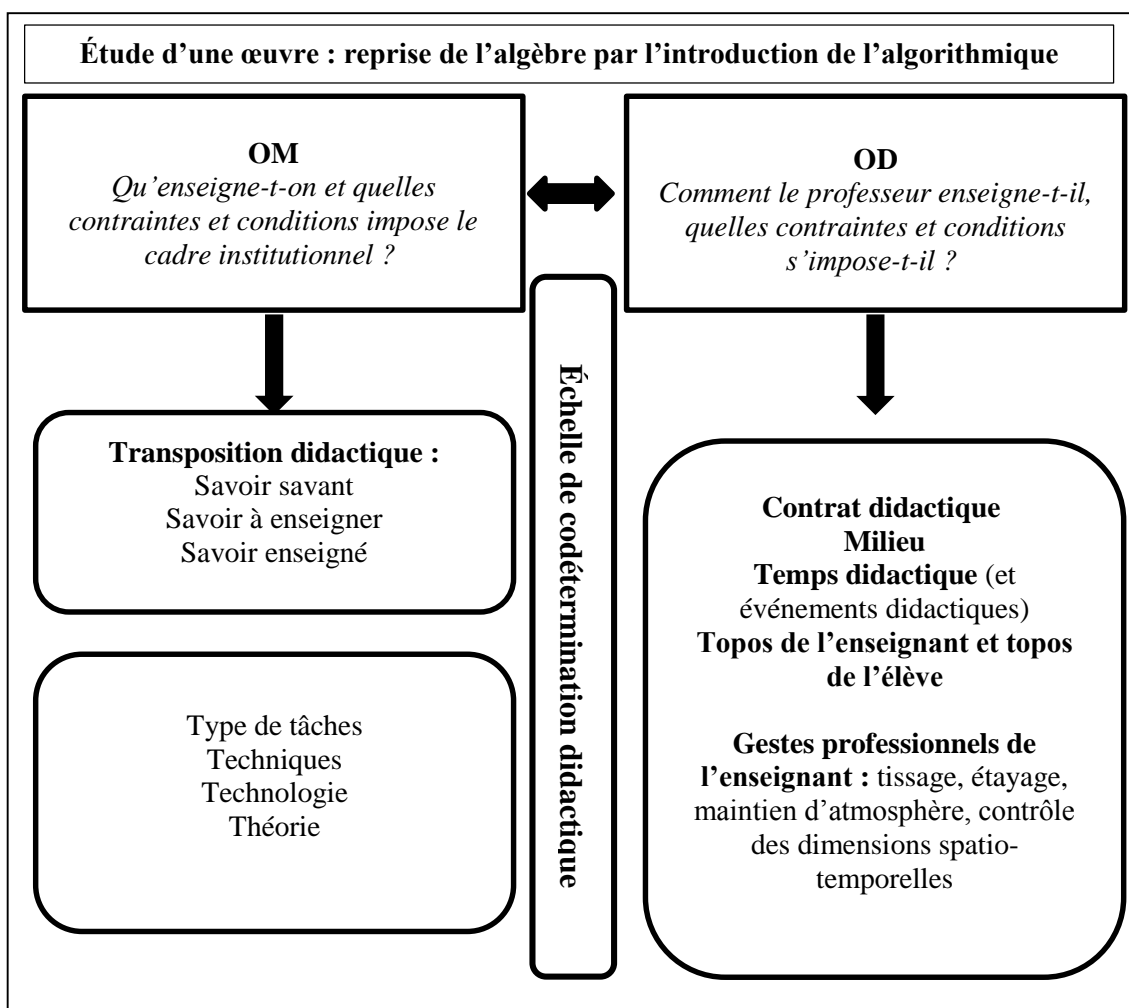 Étude d’une œuvre : reprise de l’algèbre par l’introduction de l’algorithmique
OM
Qu’enseigne-t-on et quelles
contraintes et conditions impose le
cadre institutionnel ?
OD
Comment le professeur enseigne-t-il,
quelles contraintes et conditions
s’impose-t-il ?
Échelle de codétermination didactique
Transposition didactique :
Savoir savant
Savoir à enseigner
Savoir enseigné
Type de tâches
Techniques
Technologie
Théorie
Contrat didactique
Milieu
Temps didactique (et
événements didactiques)
Topos de l’enseignant et topos
de l’élève
Gestes professionnels de
l’enseignant : tissage, étayage,
maintien d’atmosphère, contrôle
des dimensions spatio-
temporelles